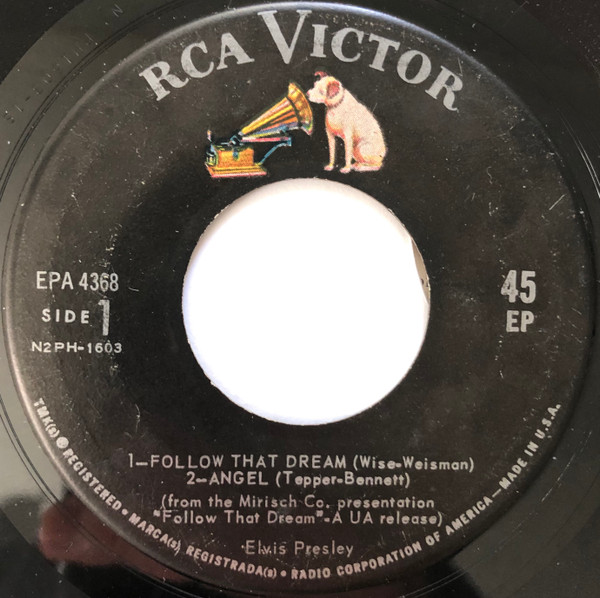 RCA VICTOR
EPA 4368
SIDE 1
N2PH-1603
45
EP
1—FOLLOW THAT DREAM (Wise-Weisman)
2—ANGEL (Tepper-Bennett)
(from the Mirisch Co. presentation
"Follow That Dream"-A UA release)
Elvis Presley
TMK(s) ® REGISTERED • MARCA(s) REGISTRADA(s) • RADIO CORPORATION OF AMERICA—MADE IN U.S.A.